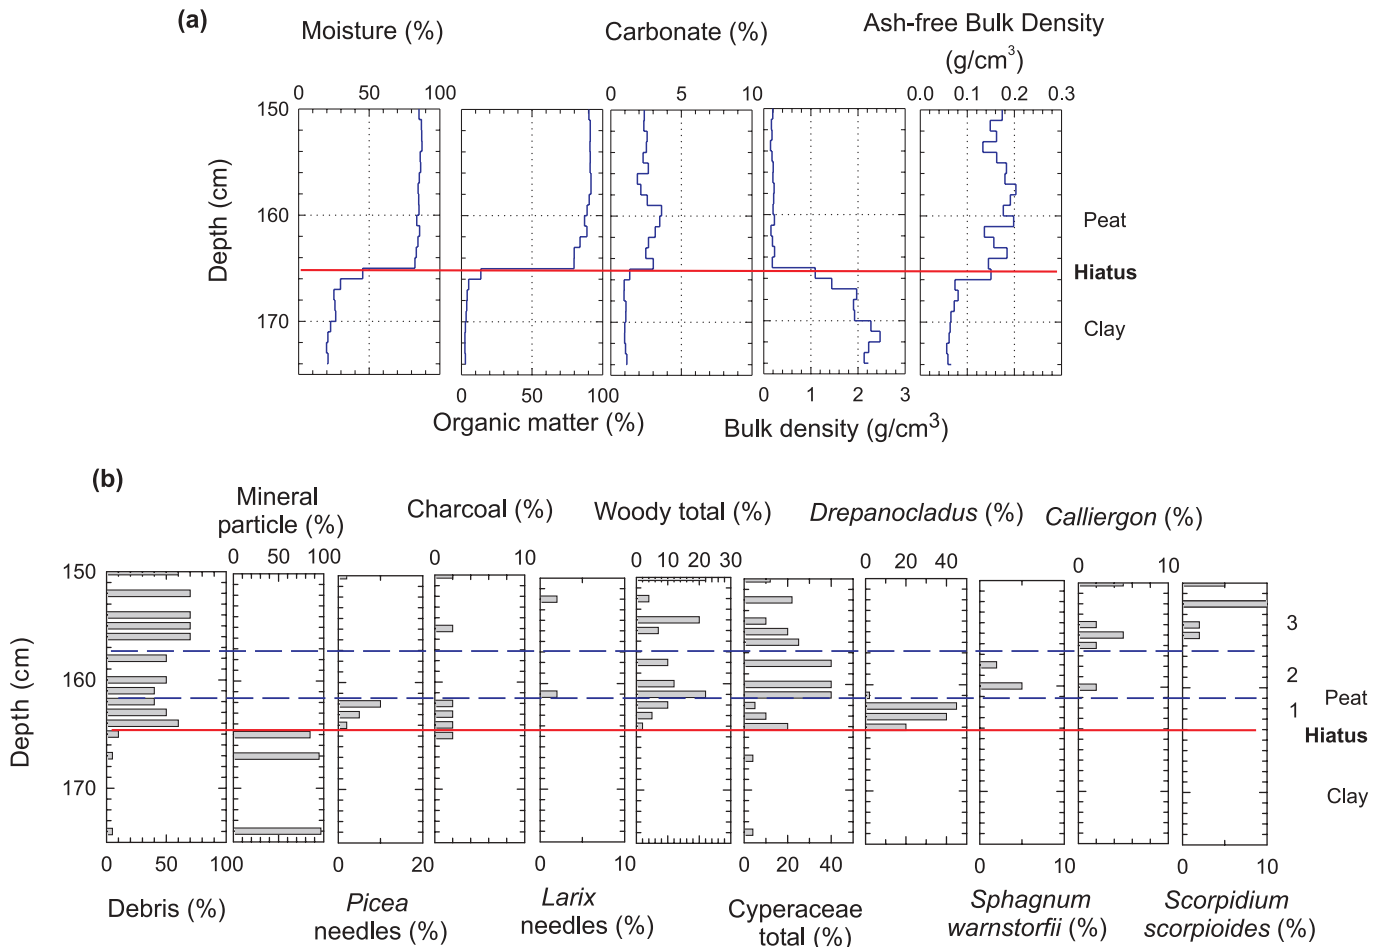 (a)
Moisture (%)
Carbonate (%)
Ash-free Bulk Density
(g/cm³)
0 50 100
0 5 10
0.0 0.1 0.2 0.3
150
160
170
Depth (cm)
Peat
Hiatus
Clay
0 50 100
0 1 2 3
Organic matter (%)
Bulk density (g/cm³)
(b)
Mineral
particle (%)
Charcoal (%)
Woody total (%)
Drepanocladus (%)
Calliergon (%)
0 50 100
0 10
0 10 20 30
0 20 40
0 10
150
160
170
Depth (cm)
3
2
Peat
1
Hiatus
Clay
0 50 100
0 20
0 10
0 20 40
0 10
0 10
Debris (%)
Picea
needles (%)
Larix
needles (%)
Cyperaceae
total (%)
Sphagnum
warnstorfii (%)
Scorpidium
scorpioides (%)